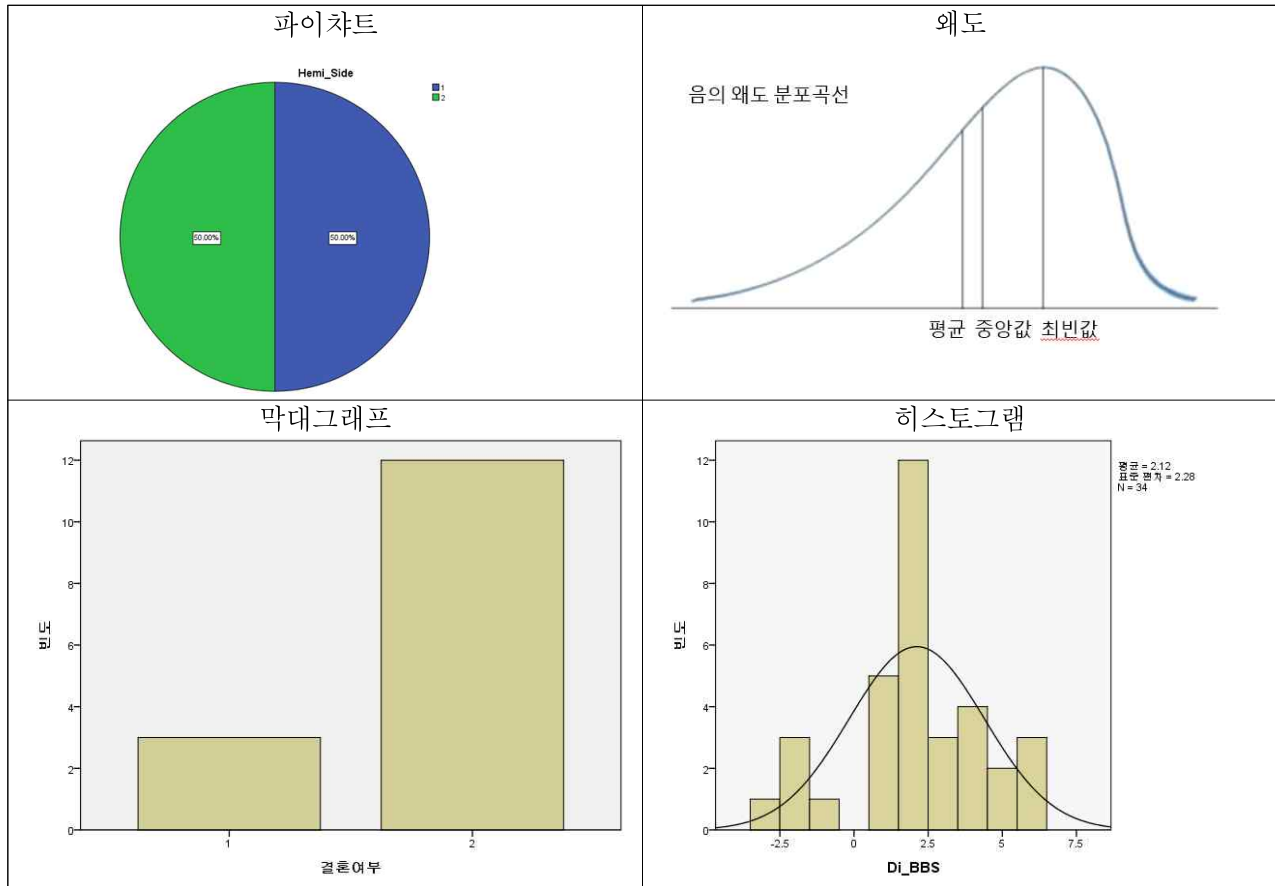 파이챠트
Hemi_Side
1
2
50.00%
50.00%
왜도
음의 왜도 분포곡선
평균 중앙값 최빈값
막대그래프
12
10
8
6
4
2
0
빈도
1
2
결혼여부
히스토그램
평균 = 2.12
표준 편차 = 2.28
N = 34
12
10
8
6
4
2
0
빈도
-2.5
0
2.5
5
7.5
Di_BBS